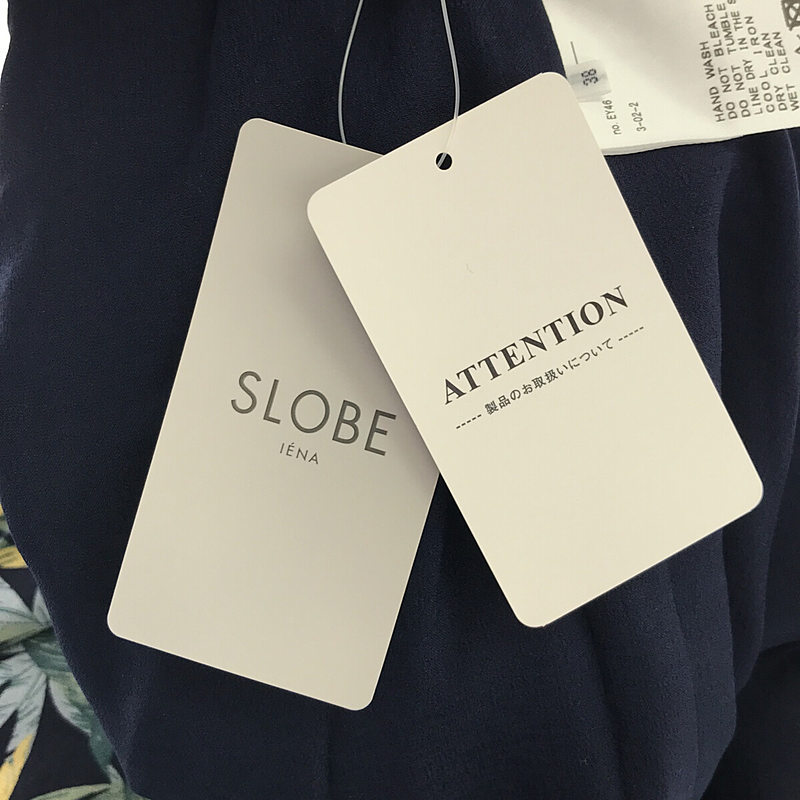 SLOBE
IÉNA
ATTENTION
----- 製品のお取扱いについて -----
38
no. EY46
3-02-2
HAND WASH
DO NOT BLEACH
DO NOT TUMBLE
LINE DRY IN THE S
COOL IRON
DRY CLEAN
WET CLEAN